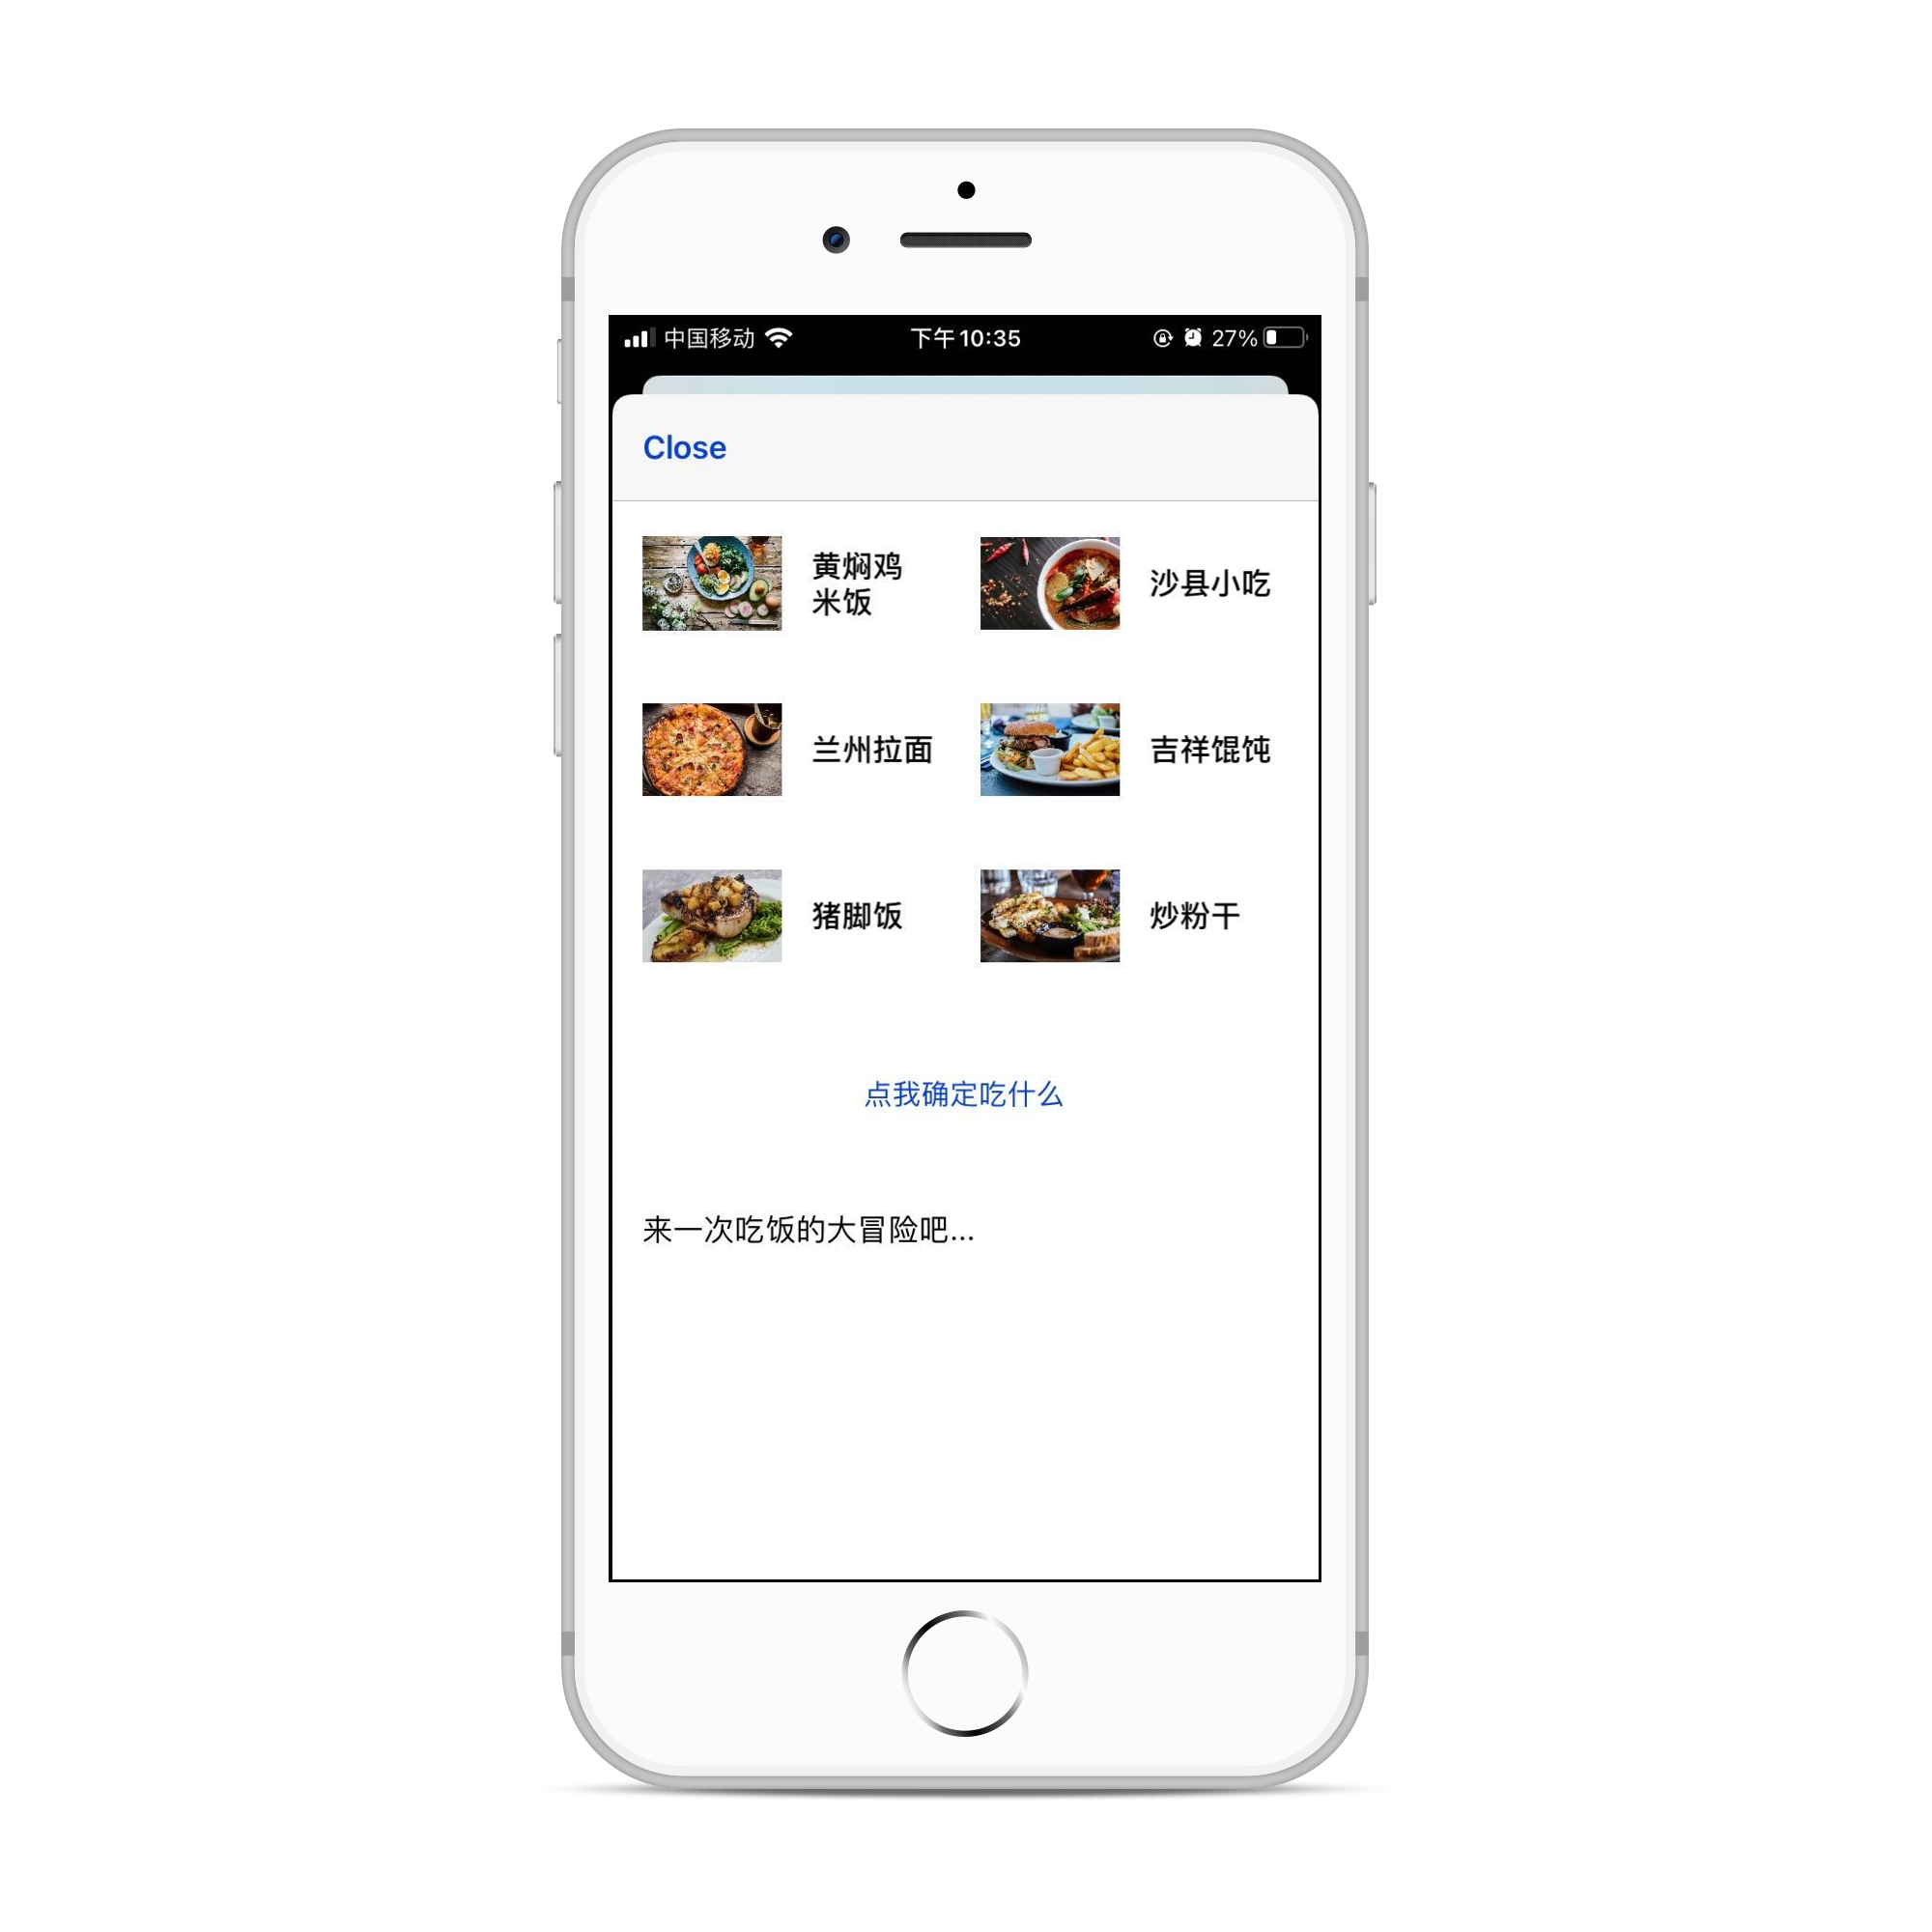 中国移动 下午10:35 27%
Close
黄焖鸡
米饭
沙县小吃
兰州拉面
吉祥馄饨
猪脚饭
炒粉干
点我确定吃什么
来一次吃饭的大冒险吧...